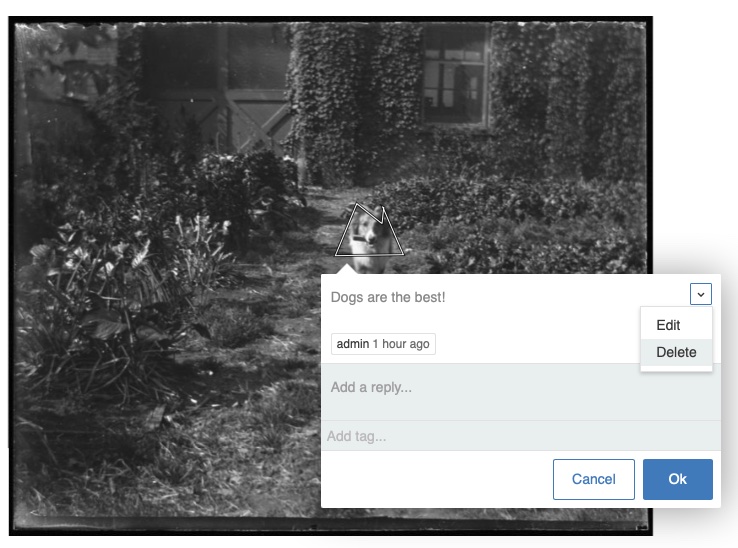 Dogs are the best!
Edit
Delete
admin 1 hour ago
Add a reply...
Add tag...
Cancel
Ok